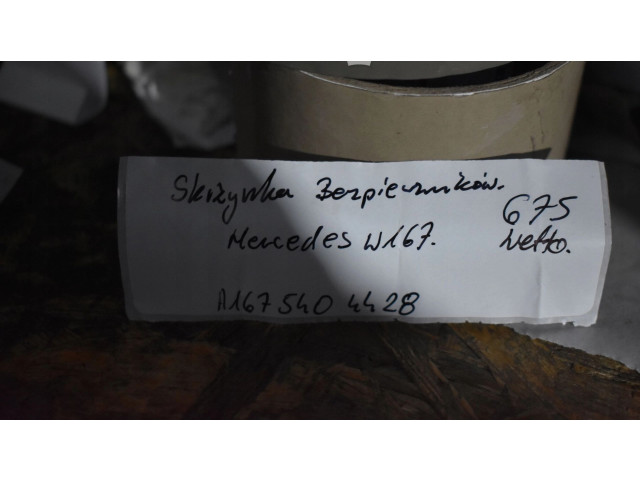 Skrzynka Bezpieczników.
Mercedes W167.
675
Netto.
A167 540 4428